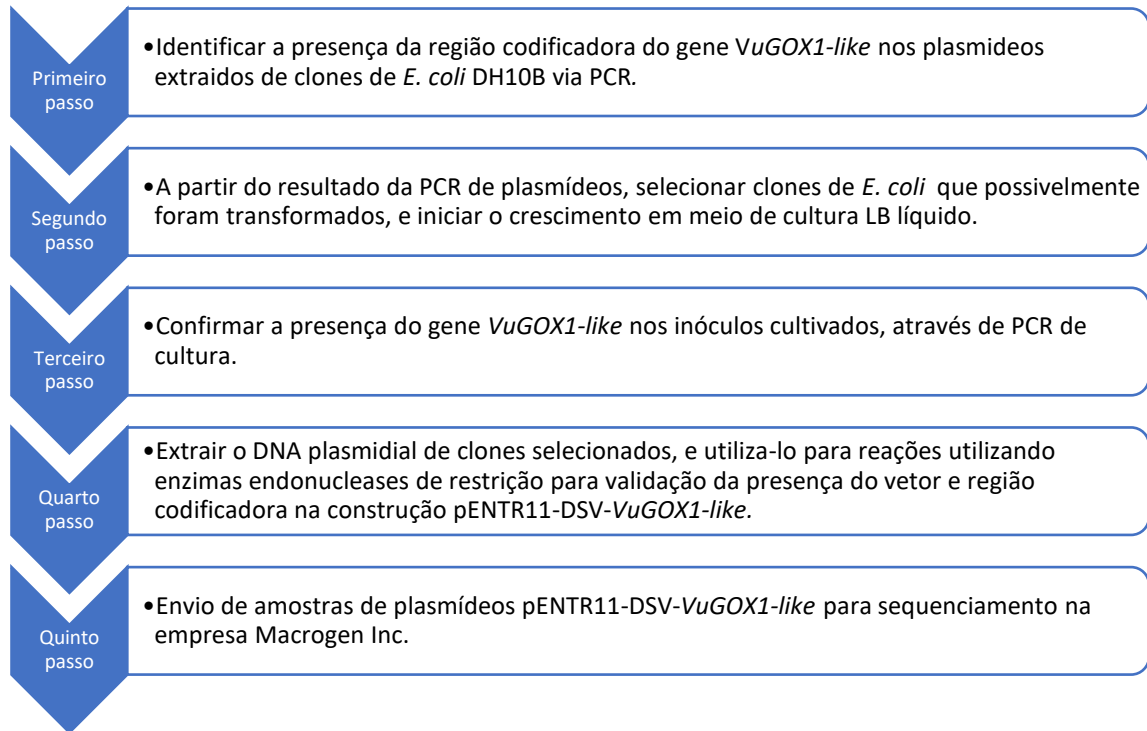 Primeiro
passo
•Identificar a presença da região codificadora do gene VuGOX1-like nos plasmideos
extraidos de clones de E. coli DH10B via PCR.
Segundo
passo
•A partir do resultado da PCR de plasmídeos, selecionar clones de E. coli que possivelmente
foram transformados, e iniciar o crescimento em meio de cultura LB líquido.
Terceiro
passo
•Confirmar a presença do gene VuGOX1-like nos inóculos cultivados, através de PCR de
cultura.
Quarto
passo
•Extrair o DNA plasmidial de clones selecionados, e utiliza-lo para reações utilizando
enzimas endonucleases de restrição para validação da presença do vetor e região
codificadora na construção pENTR11-DSV-VuGOX1-like.
Quinto
passo
•Envio de amostras de plasmídeos pENTR11-DSV-VuGOX1-like para sequenciamento na
empresa Macrogen Inc.